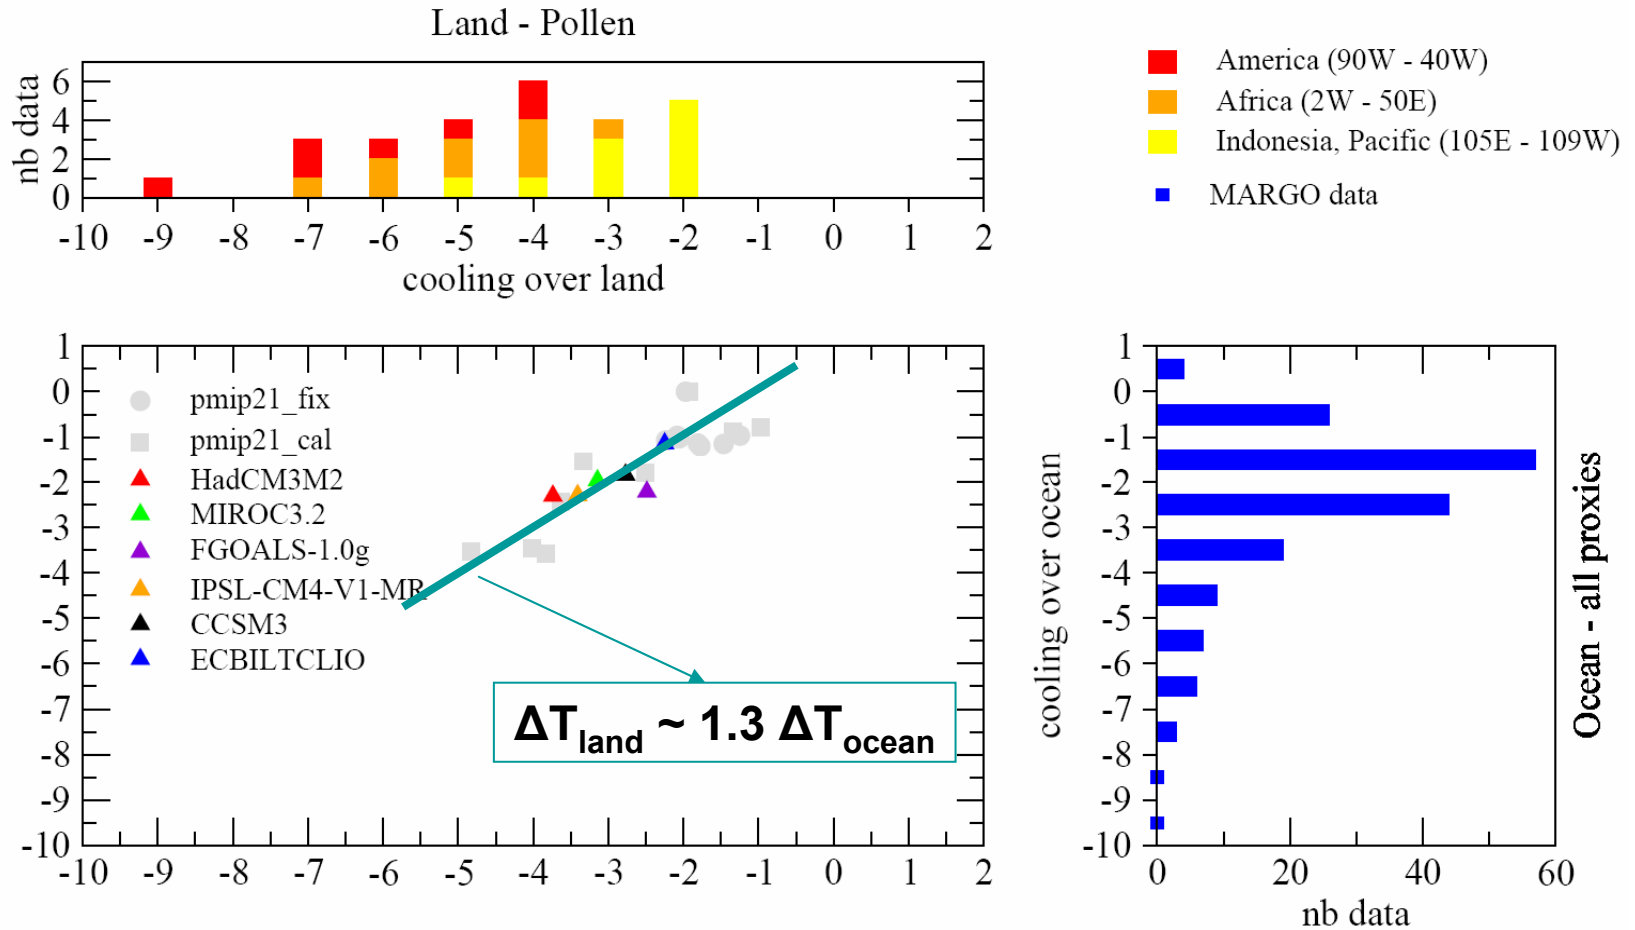 Land - Pollen
nb data
6
4
2
0
-10 -9 -8 -7 -6 -5 -4 -3 -2 -1 0 1 2
cooling over land
America (90W - 40W)
Africa (2W - 50E)
Indonesia, Pacific (105E - 109W)
MARGO data
1
0
-1
-2
-3
-4
-5
-6
-7
-8
-9
-10
-10 -9 -8 -7 -6 -5 -4 -3 -2 -1 0 1 2
pmip21_fix
pmip21_cal
HadCM3M2
MIROC3.2
FGOALS-1.0g
IPSL-CM4-V1-MR
CCSM3
ECBILTCLIO
ΔTland ~ 1.3 ΔTocean
cooling over ocean
1
0
-1
-2
-3
-4
-5
-6
-7
-8
-9
-10
0 20 40 60
nb data
Ocean - all proxies